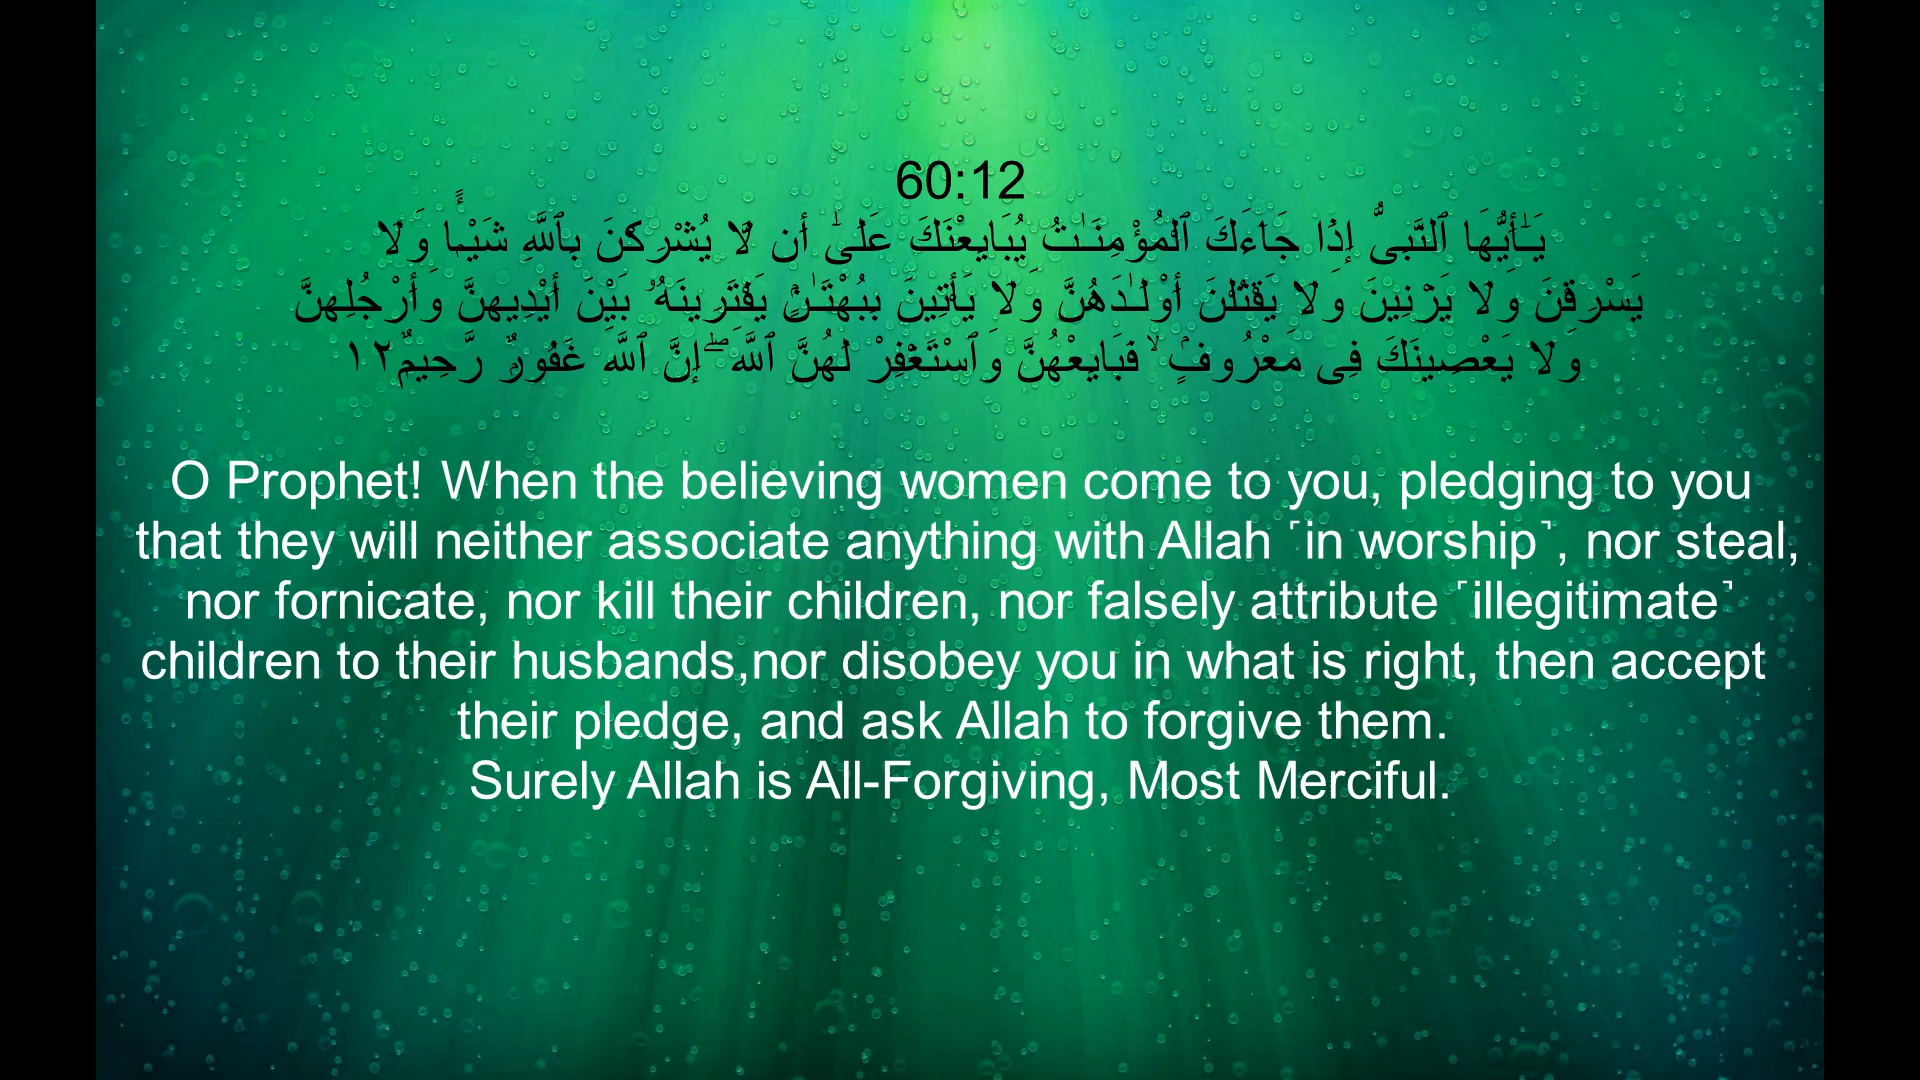 60:12
يَـٰٓأَيُّهَا ٱلنَّبِىُّ إِذَا جَآءَكَ ٱلْمُؤْمِنَـٰتُ يُبَايِعْنَكَ عَلَىٰٓ أَن لَّا يُشْرِكْنَ بِٱللَّهِ شَيْـًٔا وَلَا
يَسْرِقْنَ وَلَا يَزْنِينَ وَلَا يَقْتُلْنَ أَوْلَـٰدَهُنَّ وَلَا يَأْتِينَ بِبُهْتَـٰنٍۢ يَفْتَرِينَهُۥ بَيْنَ أَيْدِيهِنَّ وَأَرْجُلِهِنَّ
وَلَا يَعْصِينَكَ فِى مَعْرُوفٍۢ ۙ فَبَايِعْهُنَّ وَٱسْتَغْفِرْ لَهُنَّ ٱللَّهَ ۖ إِنَّ ٱللَّهَ غَفُورٌۭ رَّحِيمٌۭ ١٢
O Prophet! When the believing women come to you, pledging to you
that they will neither associate anything with Allah ˹in worship˺, nor steal,
nor fornicate, nor kill their children, nor falsely attribute ˹illegitimate˺
children to their husbands,nor disobey you in what is right, then accept
their pledge, and ask Allah to forgive them.
Surely Allah is All-Forgiving, Most Merciful.